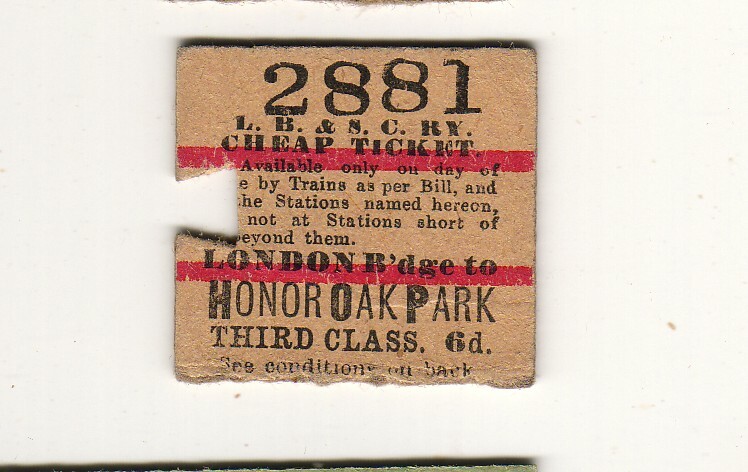 2881
L. B. & S. C. RY.
CHEAP TICKET.
Available only on day of
e by Trains as per Bill, and
he Stations named hereon,
not at Stations short of
beyond them.
LONDON B'dge to
HONOR OAK PARK
THIRD CLASS. 6d.
See conditions on back